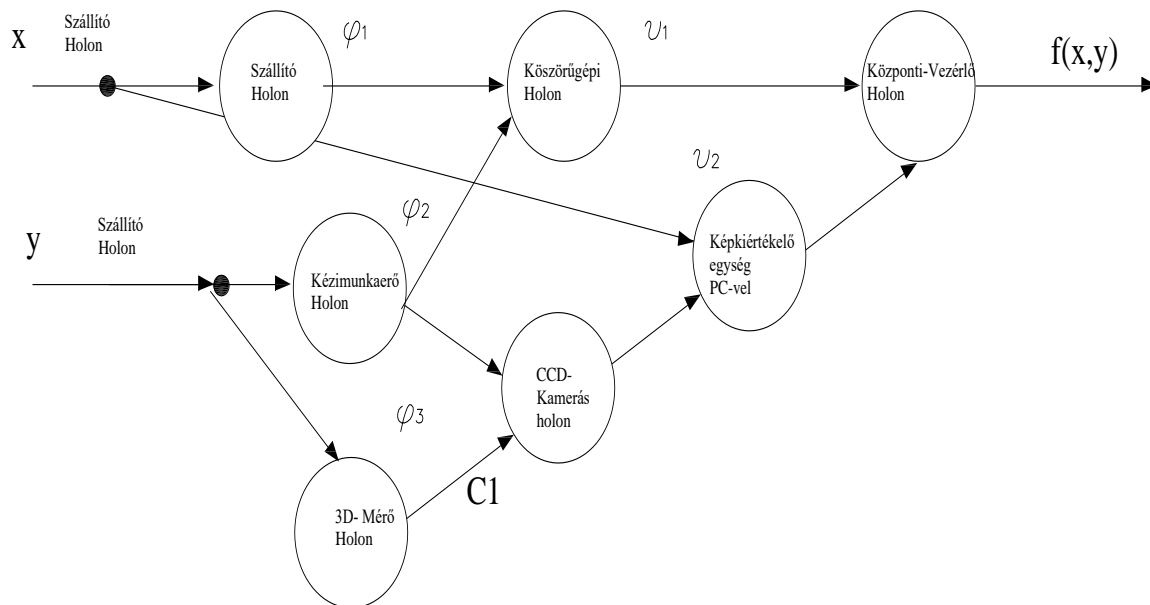 x
Szállító
Holon
φ1
υ1
f(x,y)
Szállító
Holon
Köszörűgépi
Holon
Központi-Vezérlő
Holon
υ2
φ2
Szállító
Holon
y
Kézimunkaerő
Holon
Képkiértékelő
egység
PC-vel
CCD-
Kamerás
holon
φ3
C1
3D- Mérő
Holon